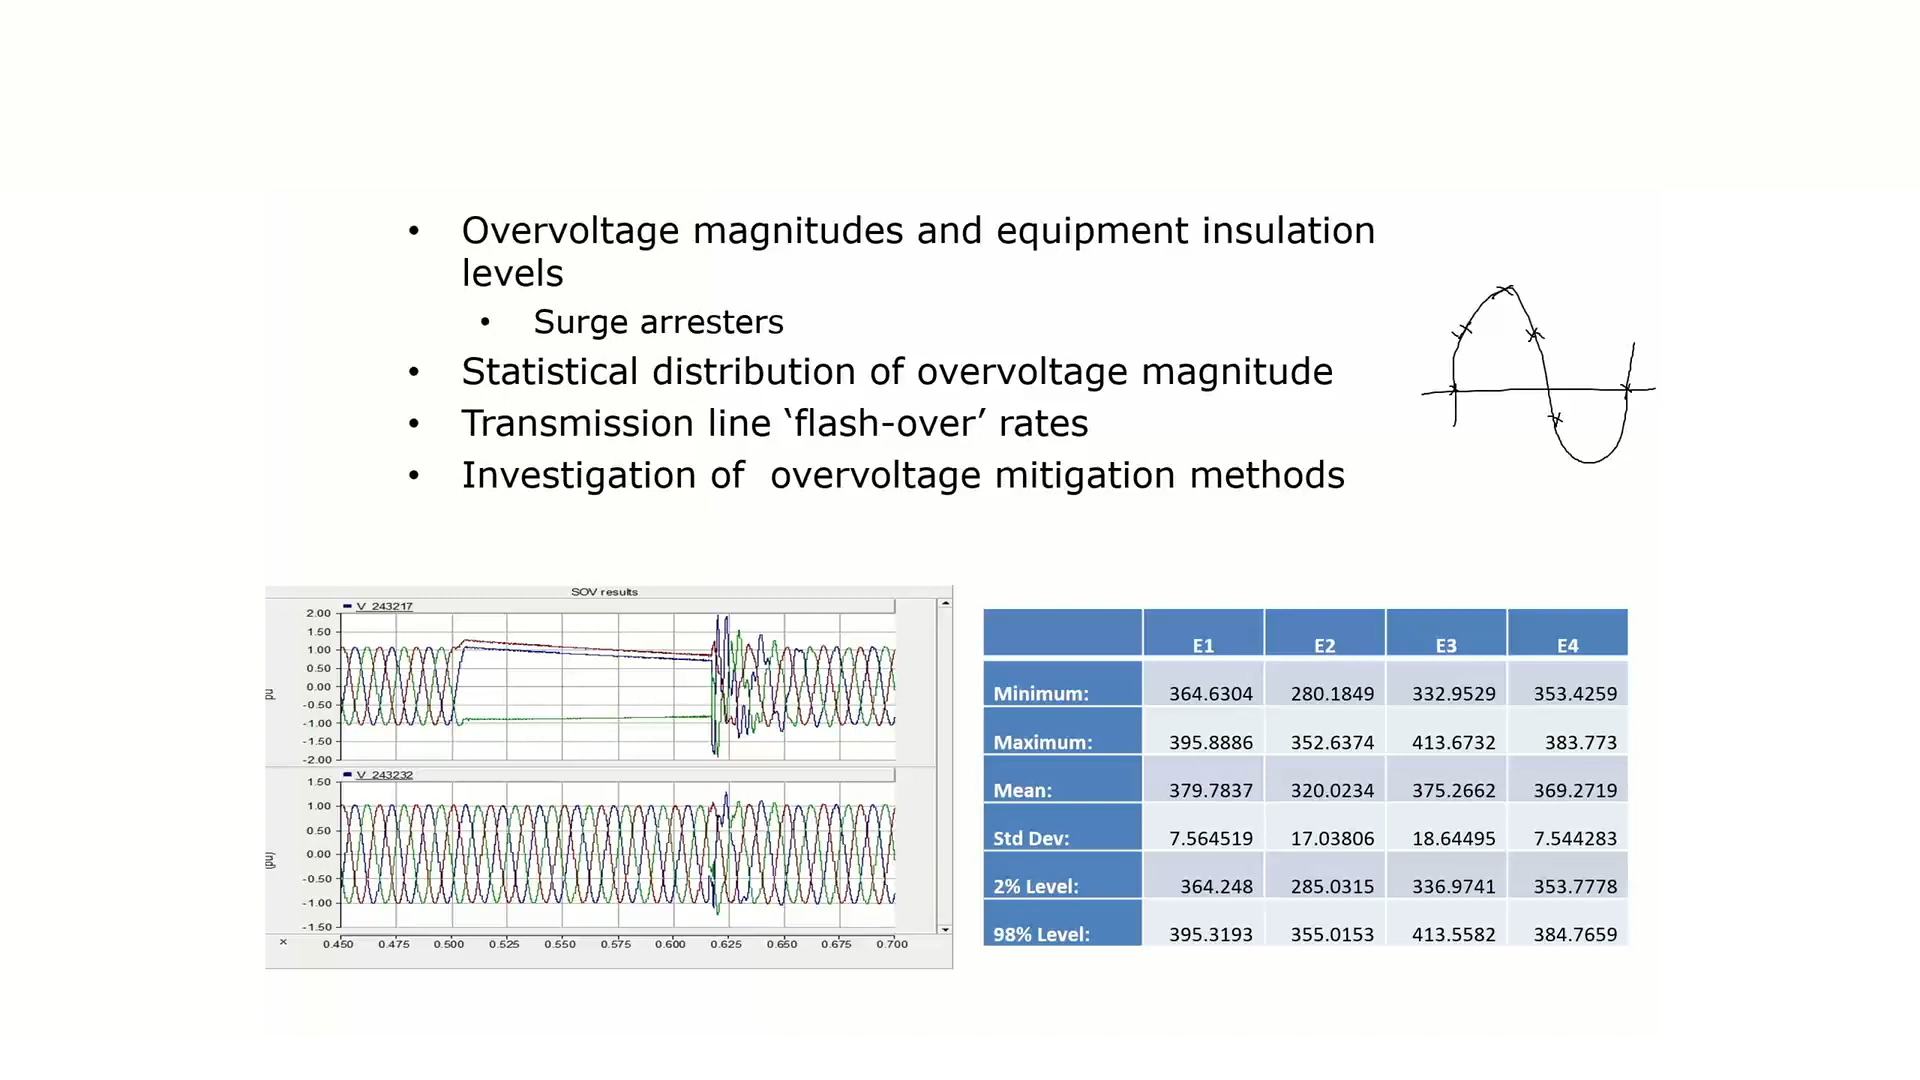 • Overvoltage magnitudes and equipment insulation
levels
• Surge arresters
• Statistical distribution of overvoltage magnitude
• Transmission line ‘flash-over’ rates
• Investigation of  overvoltage mitigation methods
SOV results
V_243217
2.00
1.50
1.00
0.50
0.00
-0.50
-1.00
-1.50
-2.00
pu
V_243232
1.50
1.00
0.50
0.00
-0.50
-1.00
-1.50
(pu)
× 0.450 0.475 0.500 0.525 0.550 0.575 0.600 0.625 0.650 0.675 0.700
E1 E2 E3 E4
Minimum: 364.6304 280.1849 332.9529 353.4259
Maximum: 395.8886 352.6374 413.6732 383.773
Mean: 379.7837 320.0234 375.2662 369.2719
Std Dev: 7.564519 17.03806 18.64495 7.544283
2% Level: 364.248 285.0315 336.9741 353.7778
98% Level: 395.3193 355.0153 413.5582 384.7659